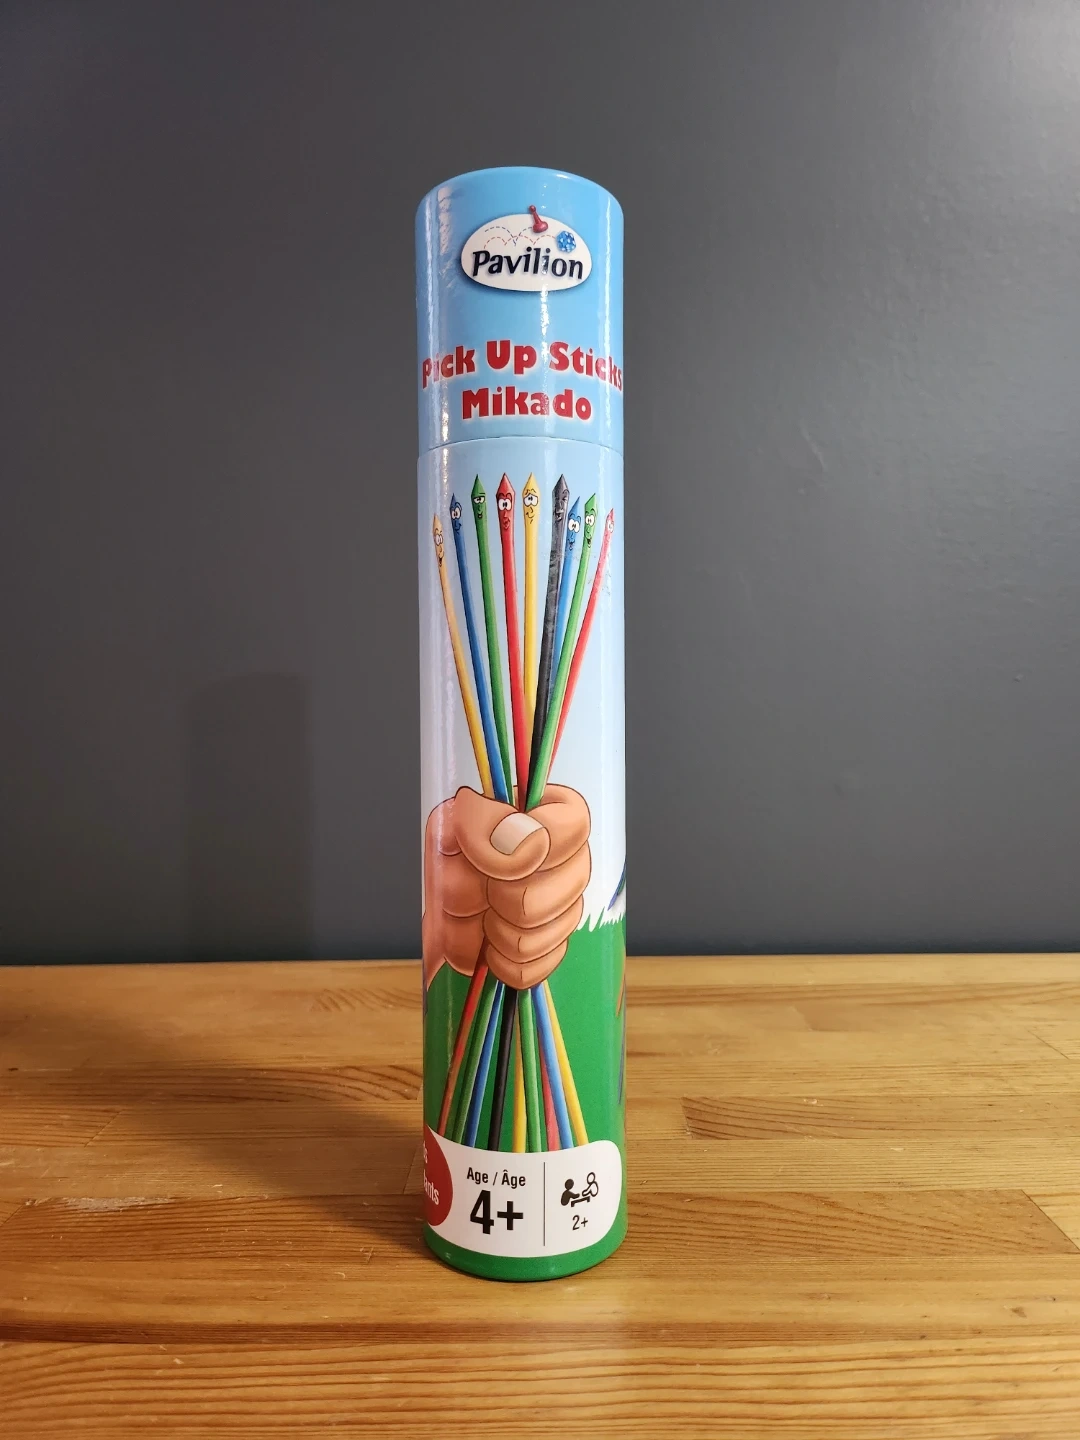 Pavilion
Pick Up Sticks
Mikado
Age / Âge
4+
2+